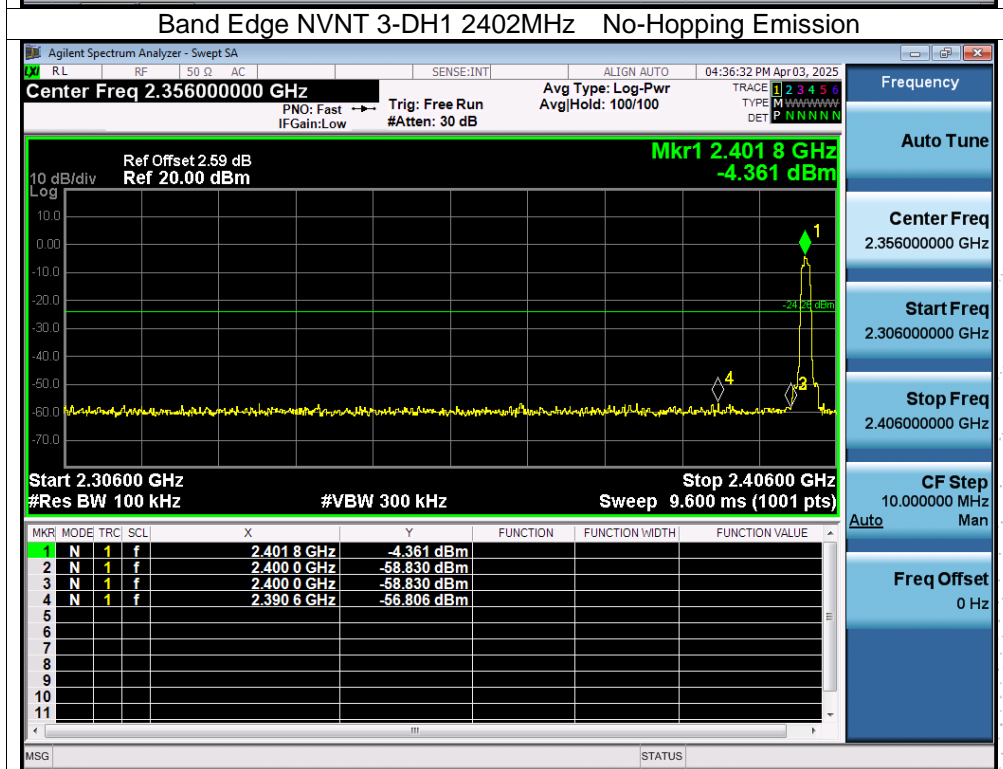 Band Edge NVNT 3-DH1 2402MHz No-Hopping Emission
Agilent Spectrum Analyzer - Swept SA
LXI RL RF 50 Ω AC SENSE:INT ALIGN AUTO 04:36:32 PM Apr 03, 2025
Center Freq 2.356000000 GHz
PNO: Fast
IFGain:Low
Trig: Free Run
#Atten: 30 dB
Avg Type: Log-Pwr
Avg|Hold: 100/100
TRACE 1 2 3 4 5 6
TYPE M WWWWW
DET P N N N N N
Ref Offset 2.59 dB
Ref 20.00 dBm
10 dB/div
Log
Mkr1 2.401 8 GHz
-4.361 dBm
10.0
0.00
-10.0
-20.0
-30.0
-40.0
-50.0
-60.0
-70.0
1
-24.26 dBm
4
2
Start 2.30600 GHz
Stop 2.40600 GHz
#Res BW 100 kHz #VBW 300 kHz Sweep 9.600 ms (1001 pts)
MKR MODE TRC SCL X Y FUNCTION FUNCTION WIDTH FUNCTION VALUE
1 N 1 f 2.401 8 GHz -4.361 dBm
2 N 1 f 2.400 0 GHz -58.830 dBm
3 N 1 f 2.400 0 GHz -58.830 dBm
4 N 1 f 2.390 6 GHz -56.806 dBm
5
6
7
8
9
10
11
MSG STATUS
Frequency
Auto Tune
Center Freq
2.356000000 GHz
Start Freq
2.306000000 GHz
Stop Freq
2.406000000 GHz
CF Step
10.000000 MHz
Auto Man
Freq Offset
0 Hz